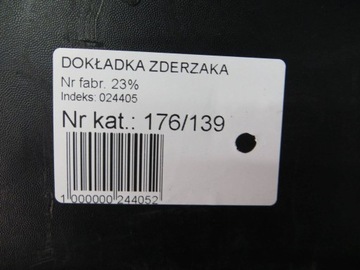 DOKŁADKA ZDERZAKA
Nr fabr. 23%
Indeks: 024405
Nr kat.: 176/139
1 000000 244052